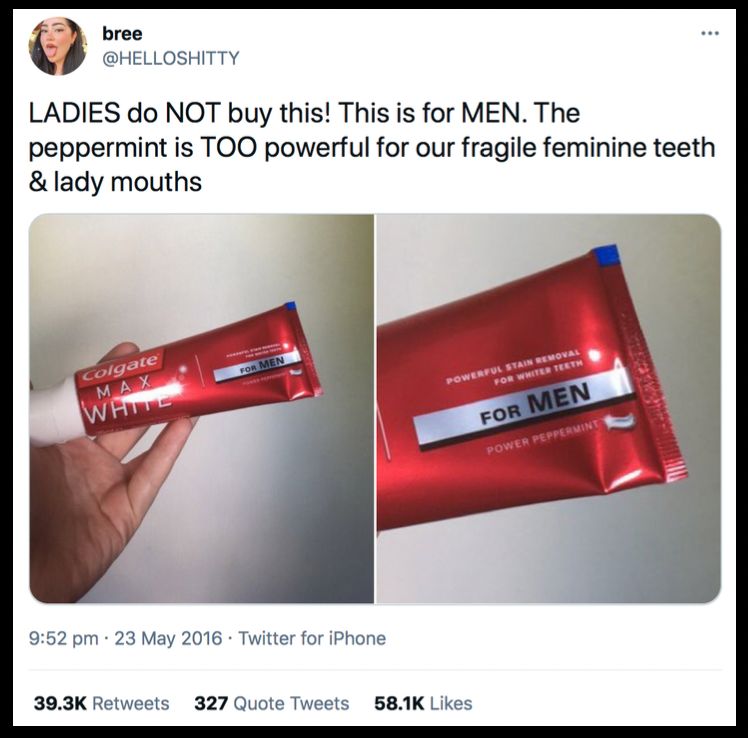 bree
@HELLOSHITTY
LADIES do NOT buy this! This is for MEN. The
peppermint is TOO powerful for our fragile feminine teeth
& lady mouths
Colgate
MAX
WHITE
POWERFUL STAIN REMOVAL
FOR WHITER TEETH
FOR MEN
POWER PEPPERMINT
POWERFUL STAIN REMOVAL
FOR WHITER TEETH
FOR MEN
POWER PEPPERMINT
9:52 pm · 23 May 2016 · Twitter for iPhone
39.3K Retweets 327 Quote Tweets 58.1K Likes